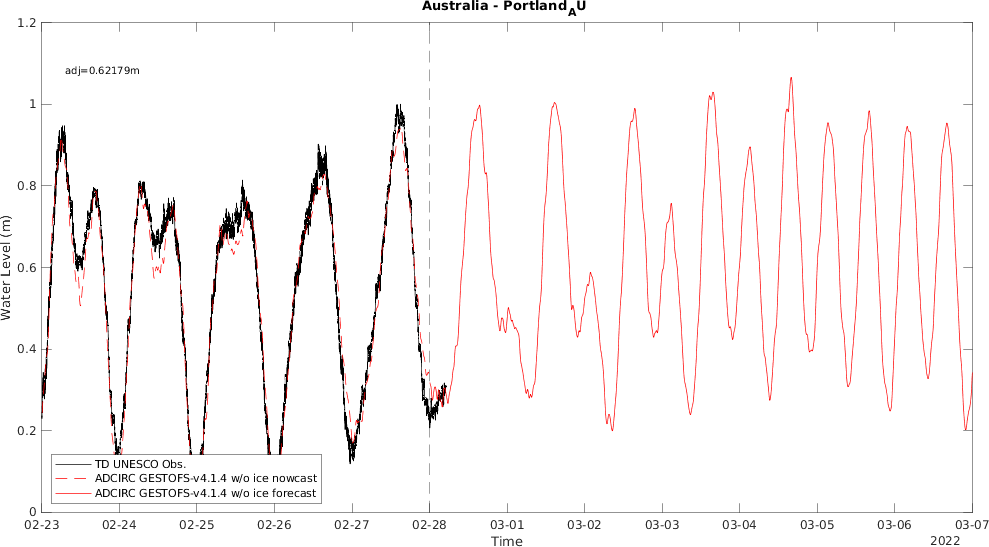 Australia - Portland_AU
1.2
adj=0.62179m
1
0.8
0.6
0.4
0.2
0
Water Level (m)
TD UNESCO Obs.
ADCIRC GESTOFS-v4.1.4 w/o ice nowcast
ADCIRC GESTOFS-v4.1.4 w/o ice forecast
02-23 02-24 02-25 02-26 02-27 02-28 03-01 03-02 03-03 03-04 03-05 03-06 03-07
Time
2022